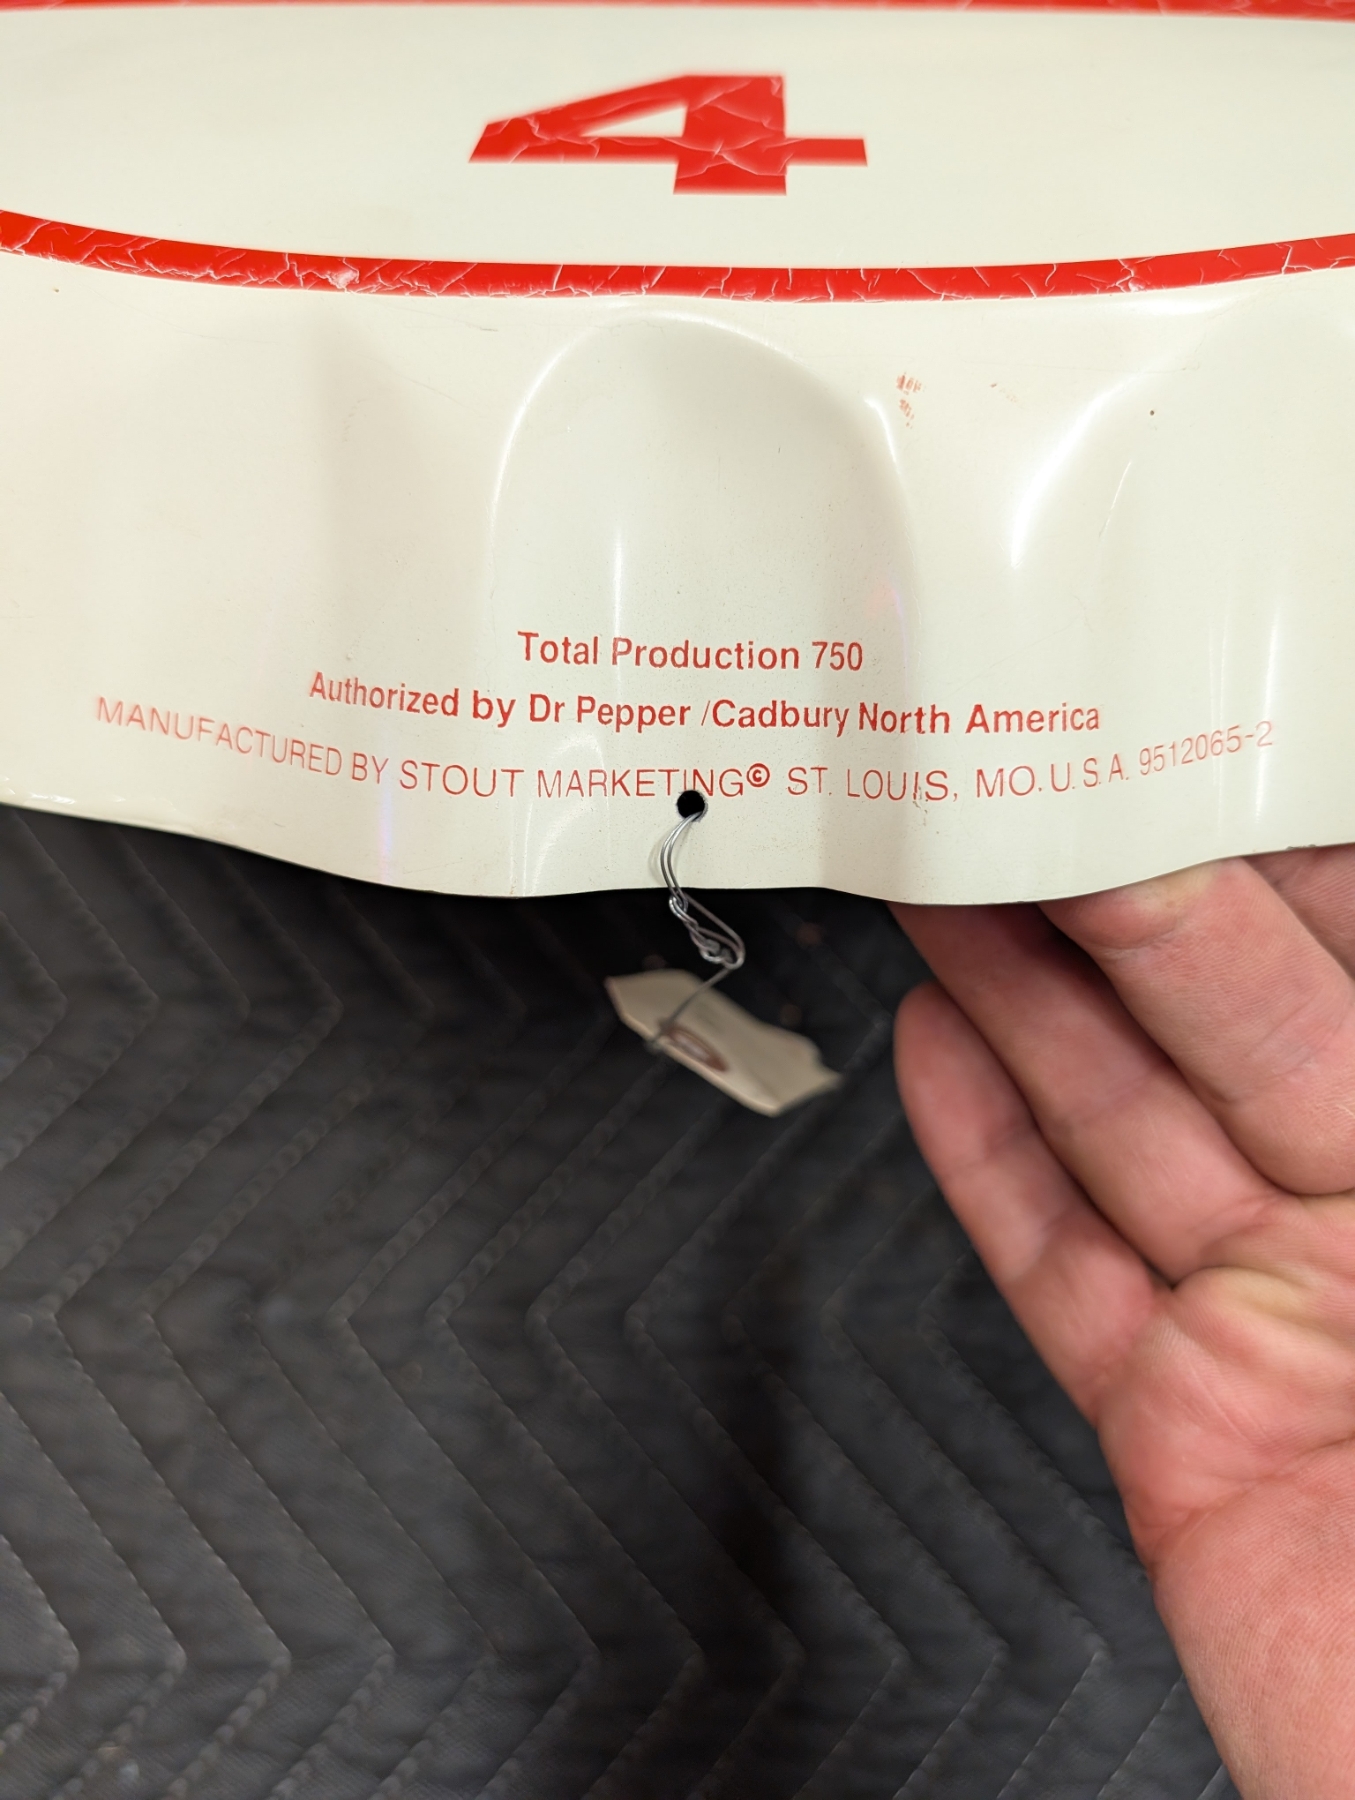 4
Total Production 750
Authorized by Dr Pepper /Cadbury North America
MANUFACTURED BY STOUT MARKETING© ST. LOUIS, MO. U.S.A. 9512065-2